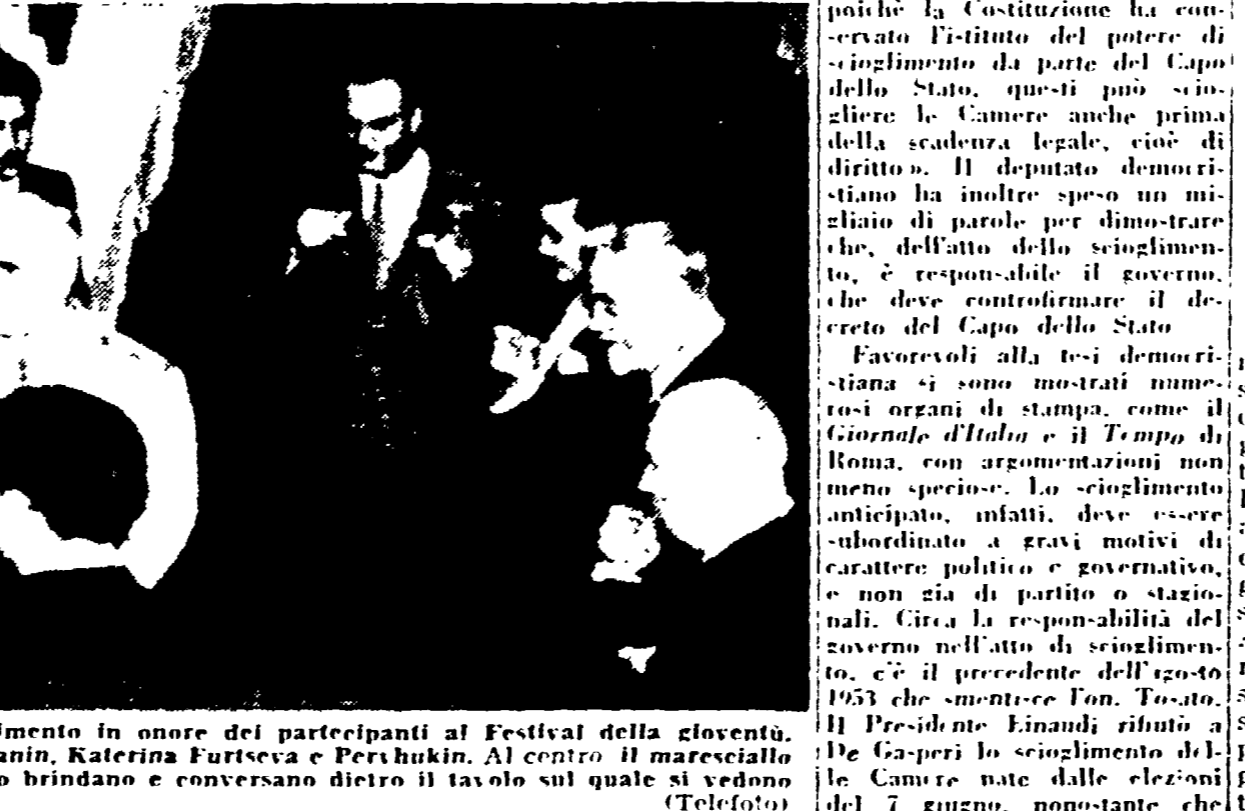 imento in onore dei partecipanti al Festival della gioventù.
anin, Katerina Furtseva e Pervhukin. Al centro il maresciallo
o brindano e conversano dietro il tavolo sul quale si vedono
(Telefoto)
poichè la Costituzione ha con-
servato l'istituto del potere di
scioglimento da parte del Capo
dello Stato, questi può scio-
gliere le Camere anche prima
della scadenza legale, cioè di
diritto ». Il deputato democri-
stiano ha inoltre speso un mi-
gliaio di parole per dimostrare
che, dell'atto dello scioglimen-
to, è responsabile il governo,
che deve controfirmare il de-
creto del Capo dello Stato
Favorevoli alla tesi democri-
stiana si sono mostrati nume-
rosi organi di stampa, come il
Giornale d'Italia e il Tempo di
Roma, con argomentazioni non
meno speciose. Lo scioglimento
anticipato, infatti, deve essere
subordinato a gravi motivi di
carattere politico e governativo,
e non già di partito o stagio-
nali. Circa la responsabilità del
governo nell'atto di scioglimen-
to, c'è il precedente dell'agosto
1953 che smentisce l'on. Tosato.
Il Presidente Einaudi rifiutò a
De Gasperi lo scioglimento del-
le Camere nate dalle elezioni
del 7 giugno, nonostante che